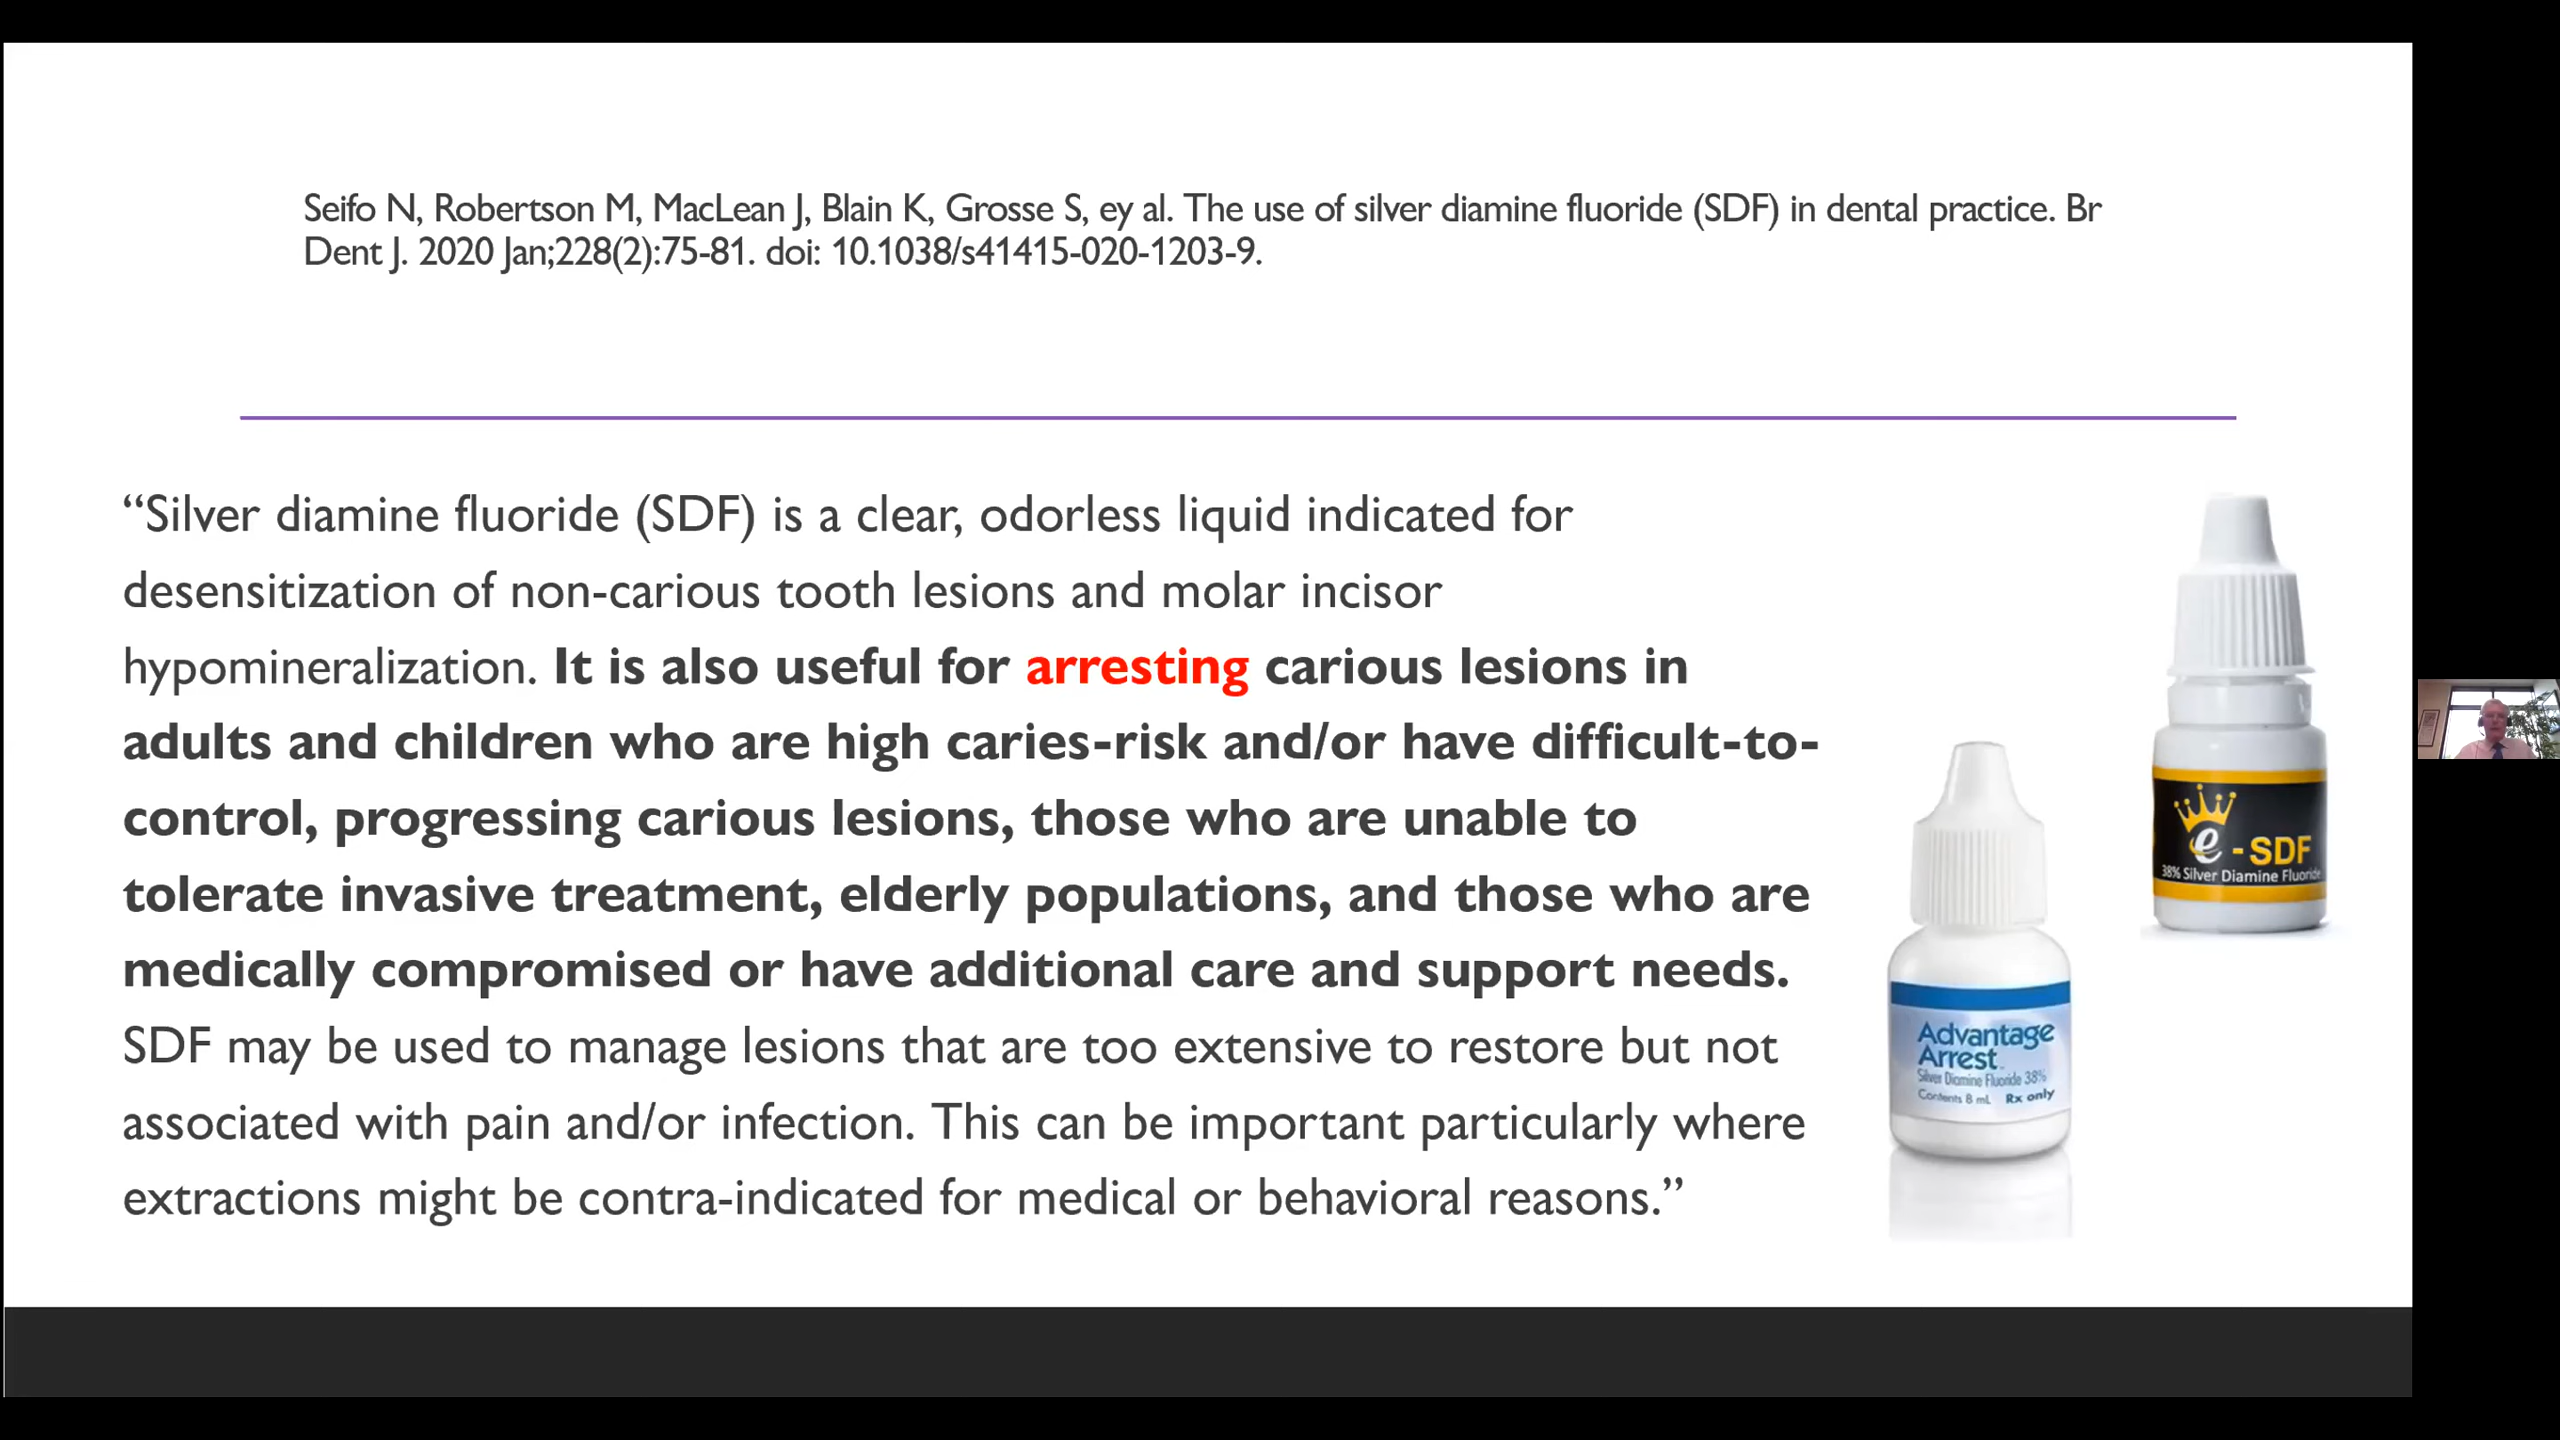 Seifo N, Robertson M, MacLean J, Blain K, Grosse S, ey al. The use of silver diamine fluoride (SDF) in dental practice. Br
Dent J. 2020 Jan;228(2):75-81. doi: 10.1038/s41415-020-1203-9.
“Silver diamine fluoride (SDF) is a clear, odorless liquid indicated for
desensitization of non-carious tooth lesions and molar incisor
hypomineralization. It is also useful for arresting carious lesions in
adults and children who are high caries-risk and/or have difficult-to-
control, progressing carious lesions, those who are unable to
tolerate invasive treatment, elderly populations, and those who are
medically compromised or have additional care and support needs.
SDF may be used to manage lesions that are too extensive to restore but not
associated with pain and/or infection. This can be important particularly where
extractions might be contra-indicated for medical or behavioral reasons.”
e - SDF
38% Silver Diamine Fluoride
Advantage
Arrest
Silver Diamine Fluoride 38%
Contents 8 mL Rx only